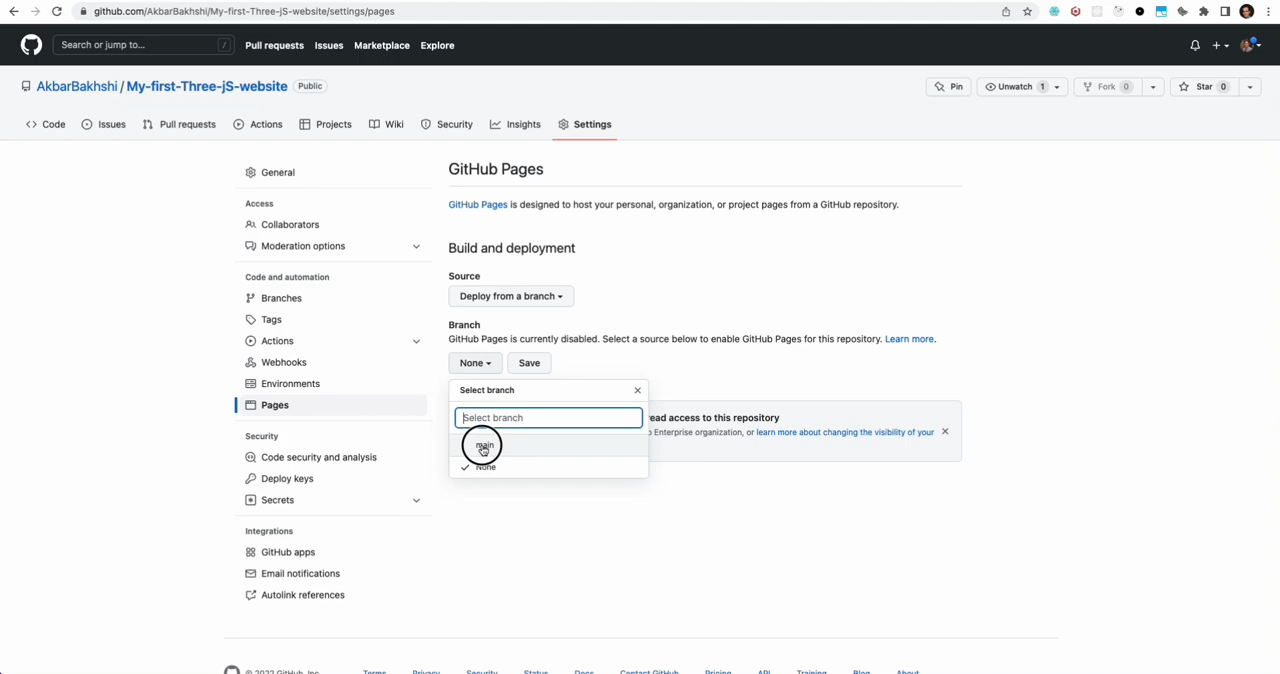 github.com/AkbarBakhshi/My-first-Three-jS-website/settings/pages
Search or jump to... / Pull requests Issues Marketplace Explore
AkbarBakhshi / My-first-Three-jS-website Public Pin Unwatch 1 Fork 0 Star 0
Code Issues Pull requests Actions Projects Wiki Security Insights Settings
General
Access
Collaborators
Moderation options
Code and automation
Branches
Tags
Actions
Webhooks
Environments
Pages
Security
Code security and analysis
Deploy keys
Secrets
Integrations
GitHub apps
Email notifications
Autolink references
GitHub Pages
GitHub Pages is designed to host your personal, organization, or project pages from a GitHub repository.
Build and deployment
Source
Deploy from a branch
Branch
GitHub Pages is currently disabled. Select a source below to enable GitHub Pages for this repository. Learn more.
None Save
Select branch
Select branch
main
None
read access to this repository
Enterprise organization, or learn more about changing the visibility of your
© 2022 GitHub, Inc. Terms Privacy Security Status Docs Contact GitHub Pricing API Training Blog About